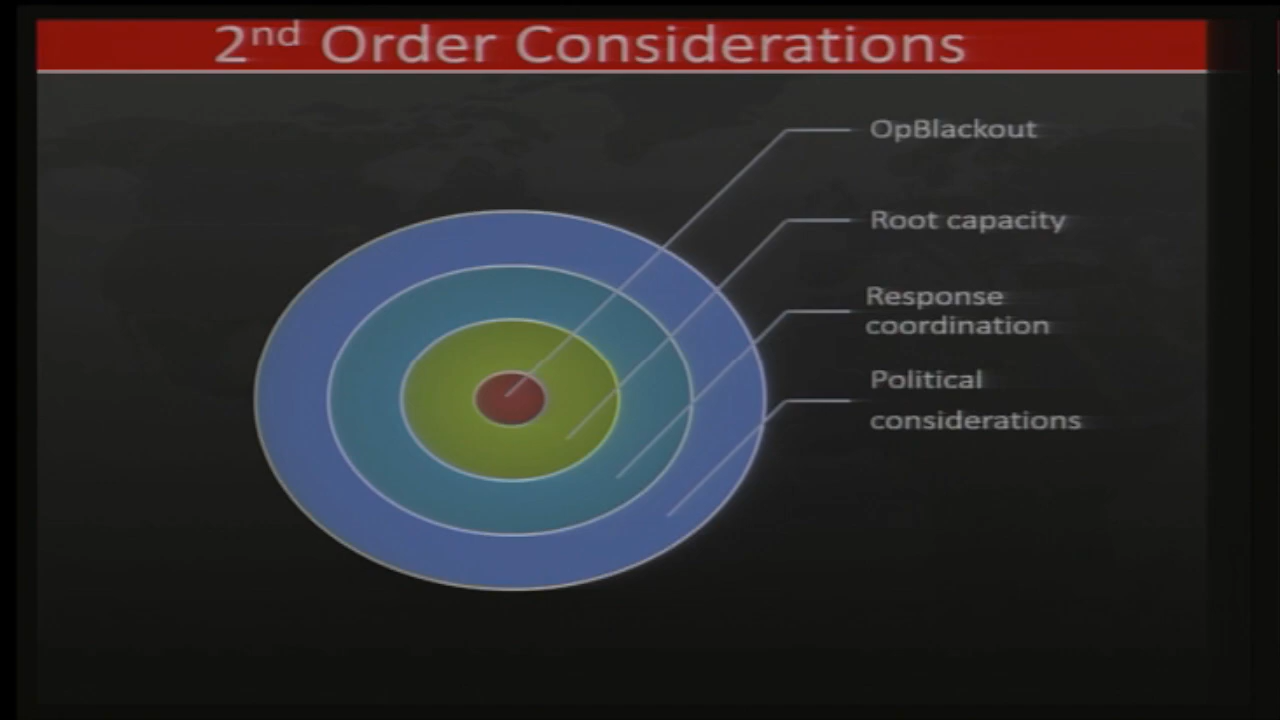 2nd Order Considerations
OpBlackout
Root capacity
Response
coordination
Political
considerations